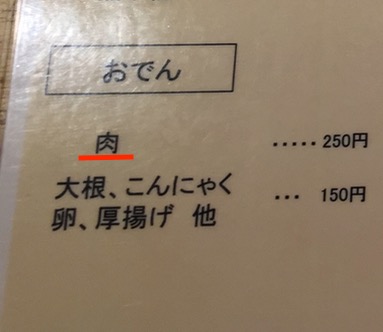 おでん
肉 ・・・・・ 250円
大根、こんにゃく
卵、厚揚げ 他 ・・・ 150円